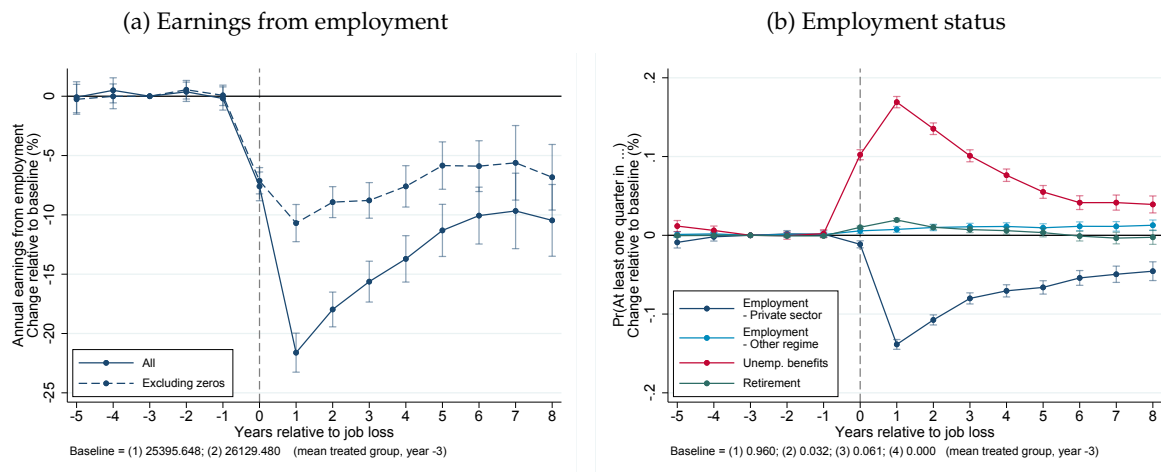 (a) Earnings from employment
Annual earnings from employment
Change relative to baseline (%)
0
-5
-10
-15
-20
-25
All
Excluding zeros
-5 -4 -3 -2 -1 0 1 2 3 4 5 6 7 8
Years relative to job loss
Baseline = (1) 25395.648; (2) 26129.480 (mean treated group, year -3)
(b) Employment status
Pr(At least one quarter in ...)
Change relative to baseline (%)
.2
.1
0
-.1
-.2
Employment
- Private sector
Employment
- Other regime
Unemp. benefits
Retirement
-5 -4 -3 -2 -1 0 1 2 3 4 5 6 7 8
Years relative to job loss
Baseline = (1) 0.960; (2) 0.032; (3) 0.061; (4) 0.000 (mean treated group, year -3)